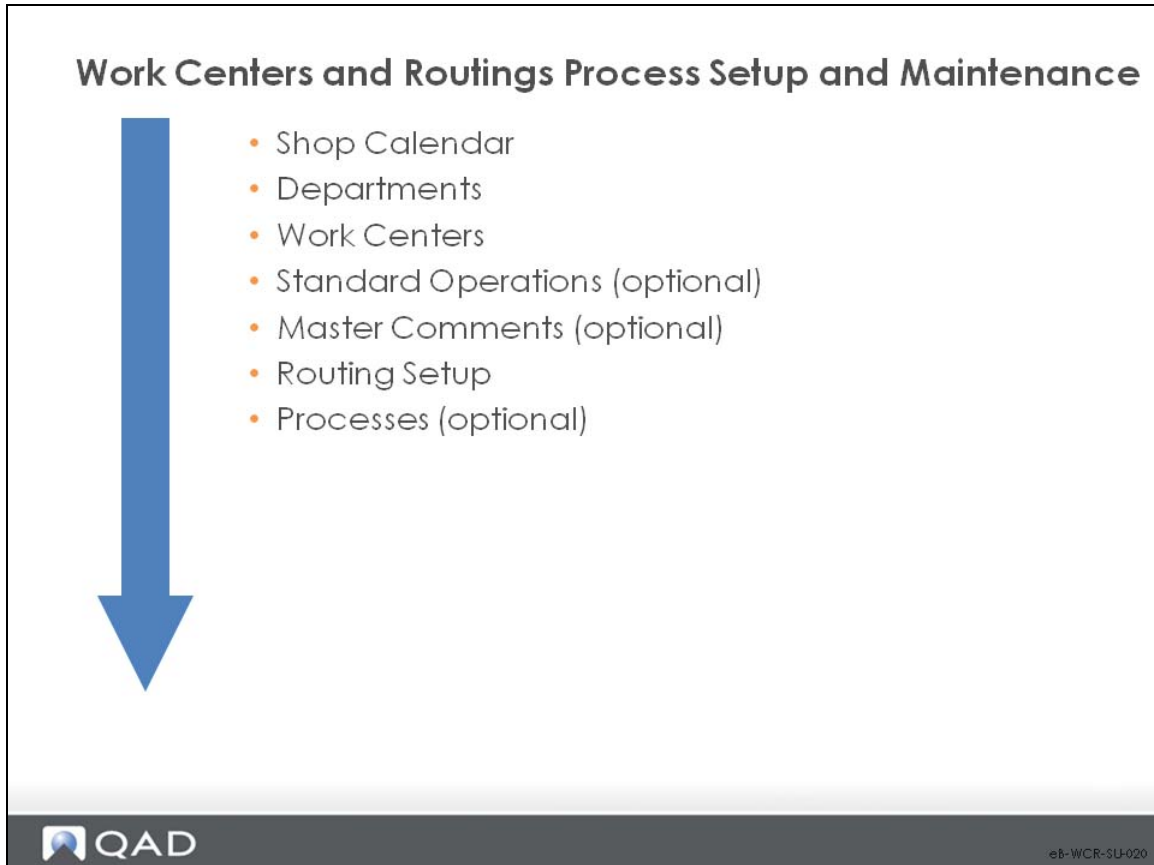 Work Centers and Routings Process Setup and Maintenance
• Shop Calendar
• Departments
• Work Centers
• Standard Operations (optional)
• Master Comments (optional)
• Routing Setup
• Processes (optional)
QAD
eB-WCR-SU-020